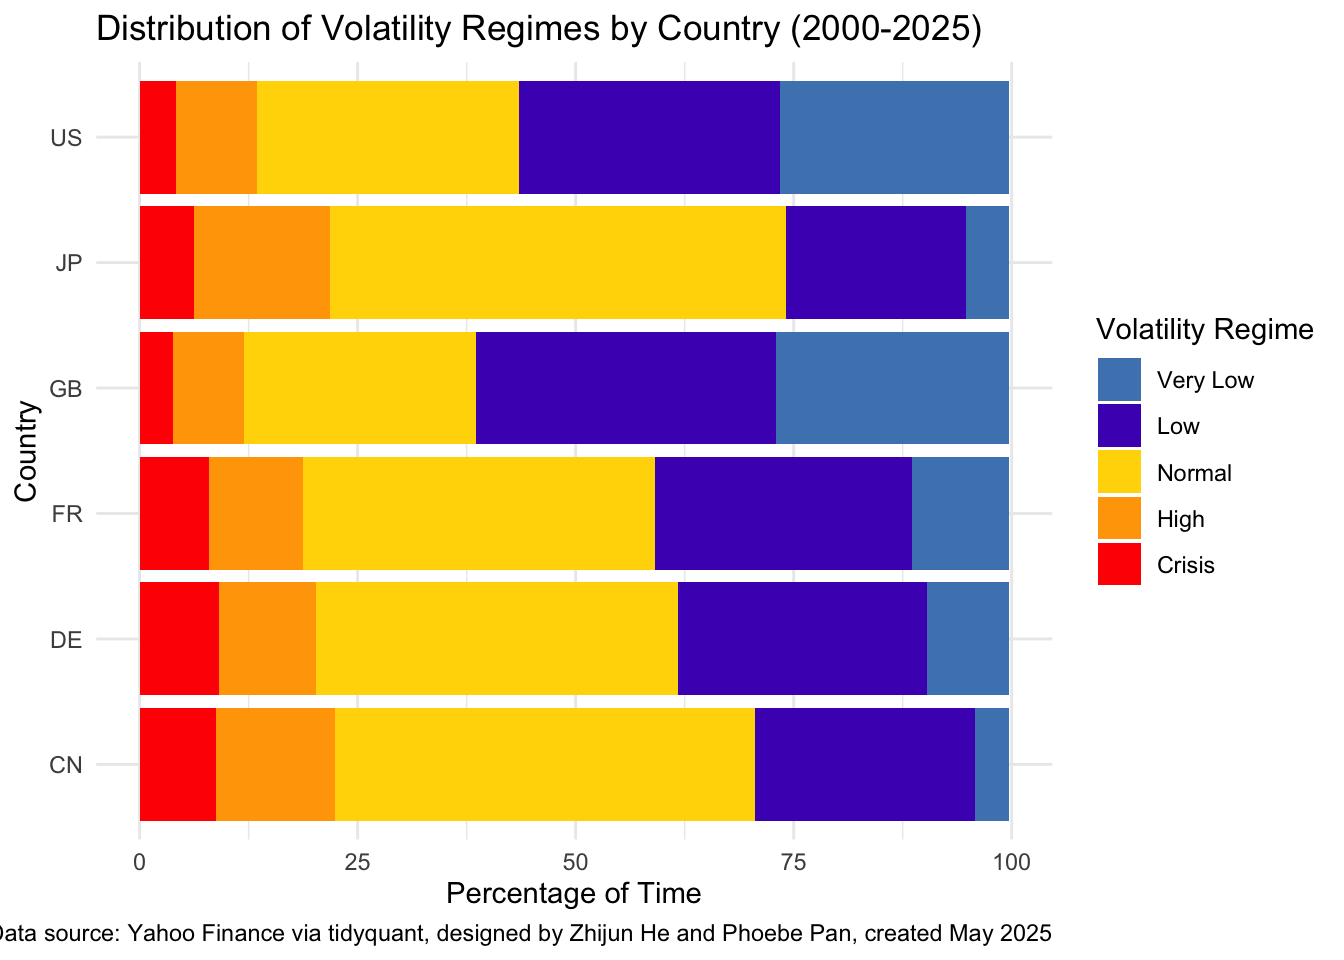 Distribution of Volatility Regimes by Country (2000-2025)
US
JP
GB
FR
DE
CN
Country
0 25 50 75 100
Percentage of Time
Volatility Regime
Very Low
Low
Normal
High
Crisis
Data source: Yahoo Finance via tidyquant, designed by Zhijun He and Phoebe Pan, created May 2025